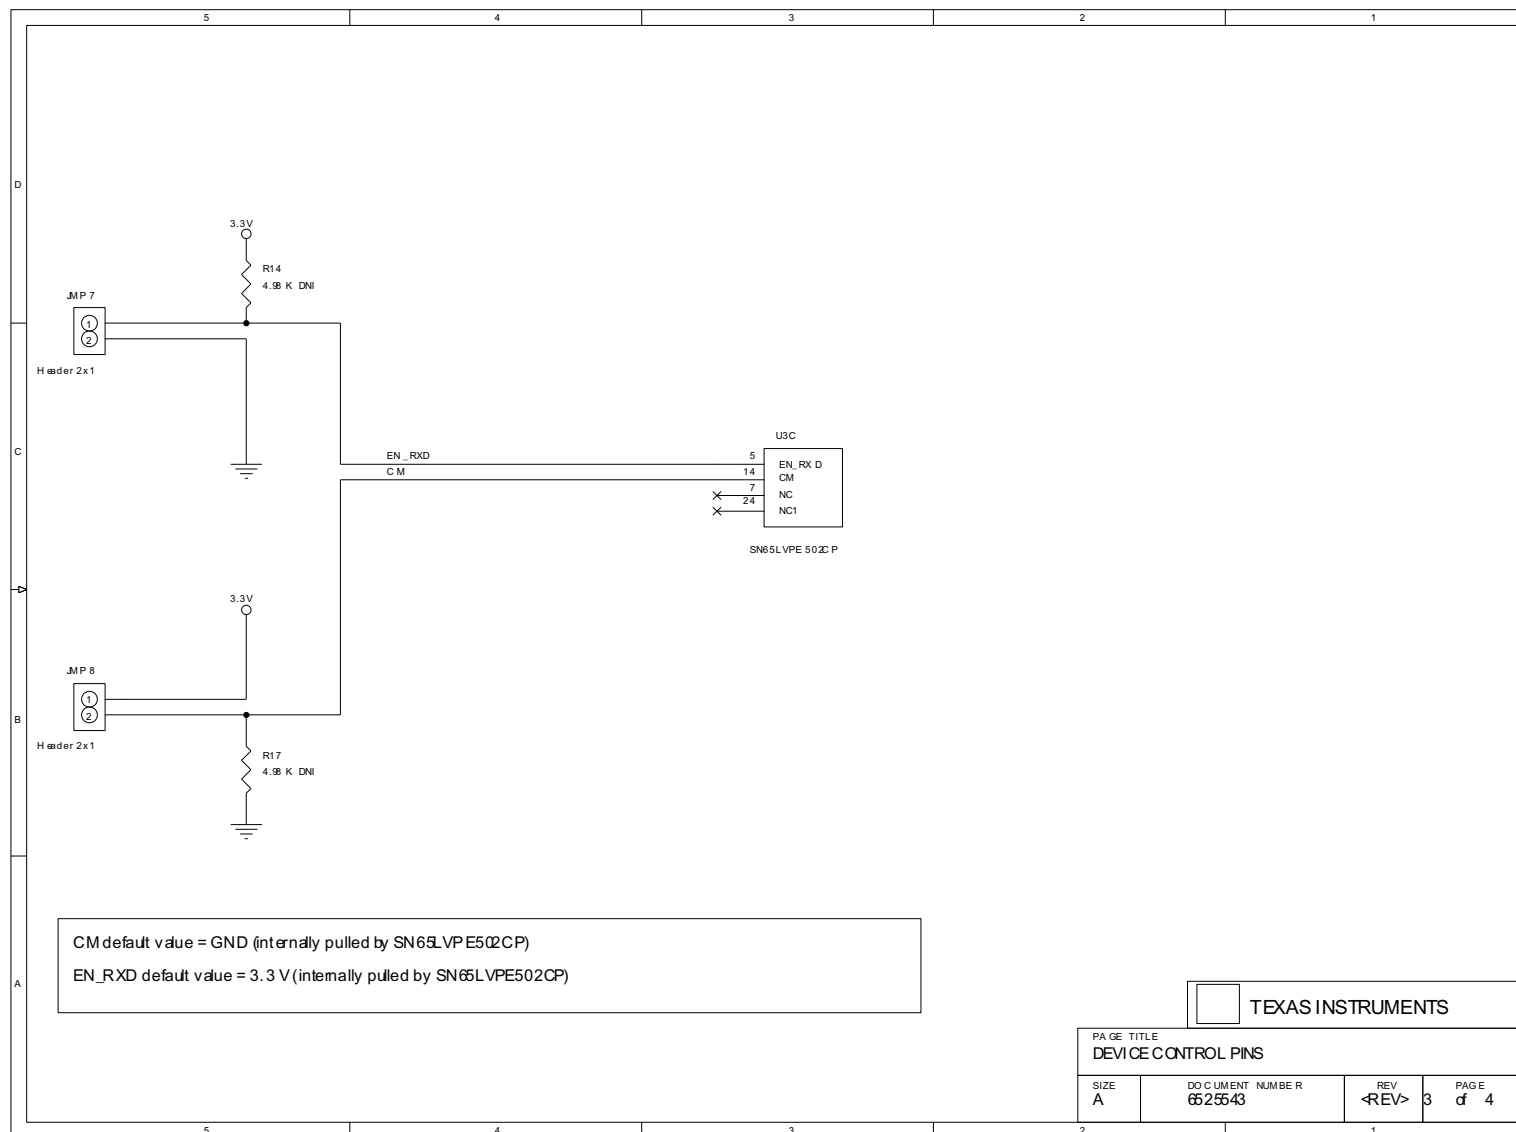 5 4 3 2 1
D
3.3V
R14
4.98 K DNI
JMP7
1
2
Header 2x1
C
U3C
EN_RXD
5
EN_RXD
CM
14
CM
7
NC
24
NC1
SN65LVPE502CP
3.3V
JMP8
1
2
B
Header 2x1
R17
4.98 K DNI
CM default value = GND (internally pulled by SN65LVPE502CP)
EN_RXD default value = 3.3 V (internally pulled by SN65LVPE502CP)
A
TEXAS INSTRUMENTS
PAGE TITLE
DEVICE CONTROL PINS
SIZE DOCUMENT NUMBER REV PAGE
A 6525543 <REV> 3 of 4
5 4 3 2 1